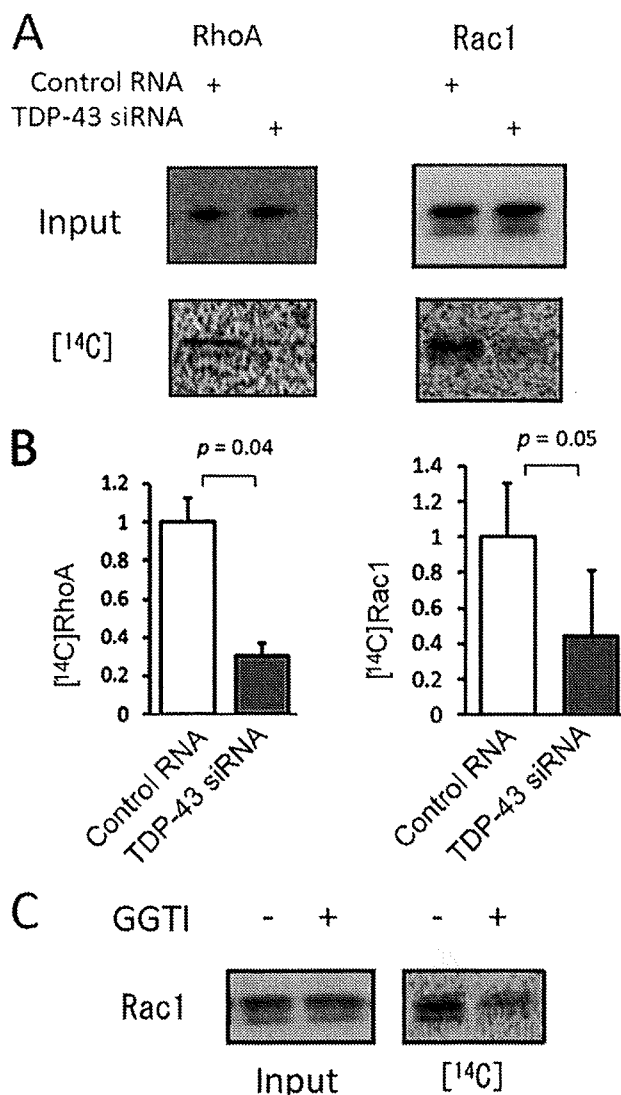 A
RhoA Rac1
Control RNA + +
TDP-43 siRNA + +
Input
[¹⁴C]
B
p = 0.04
p = 0.05
1.2
1
0.8
0.6
0.4
0.2
0
[¹⁴C]RhoA
Control RNA
TDP-43 siRNA
1.4
1.2
1
0.8
0.6
0.4
0.2
0
[¹⁴C]Rac1
Control RNA
TDP-43 siRNA
C
GGTI - + - +
Rac1
Input [¹⁴C]